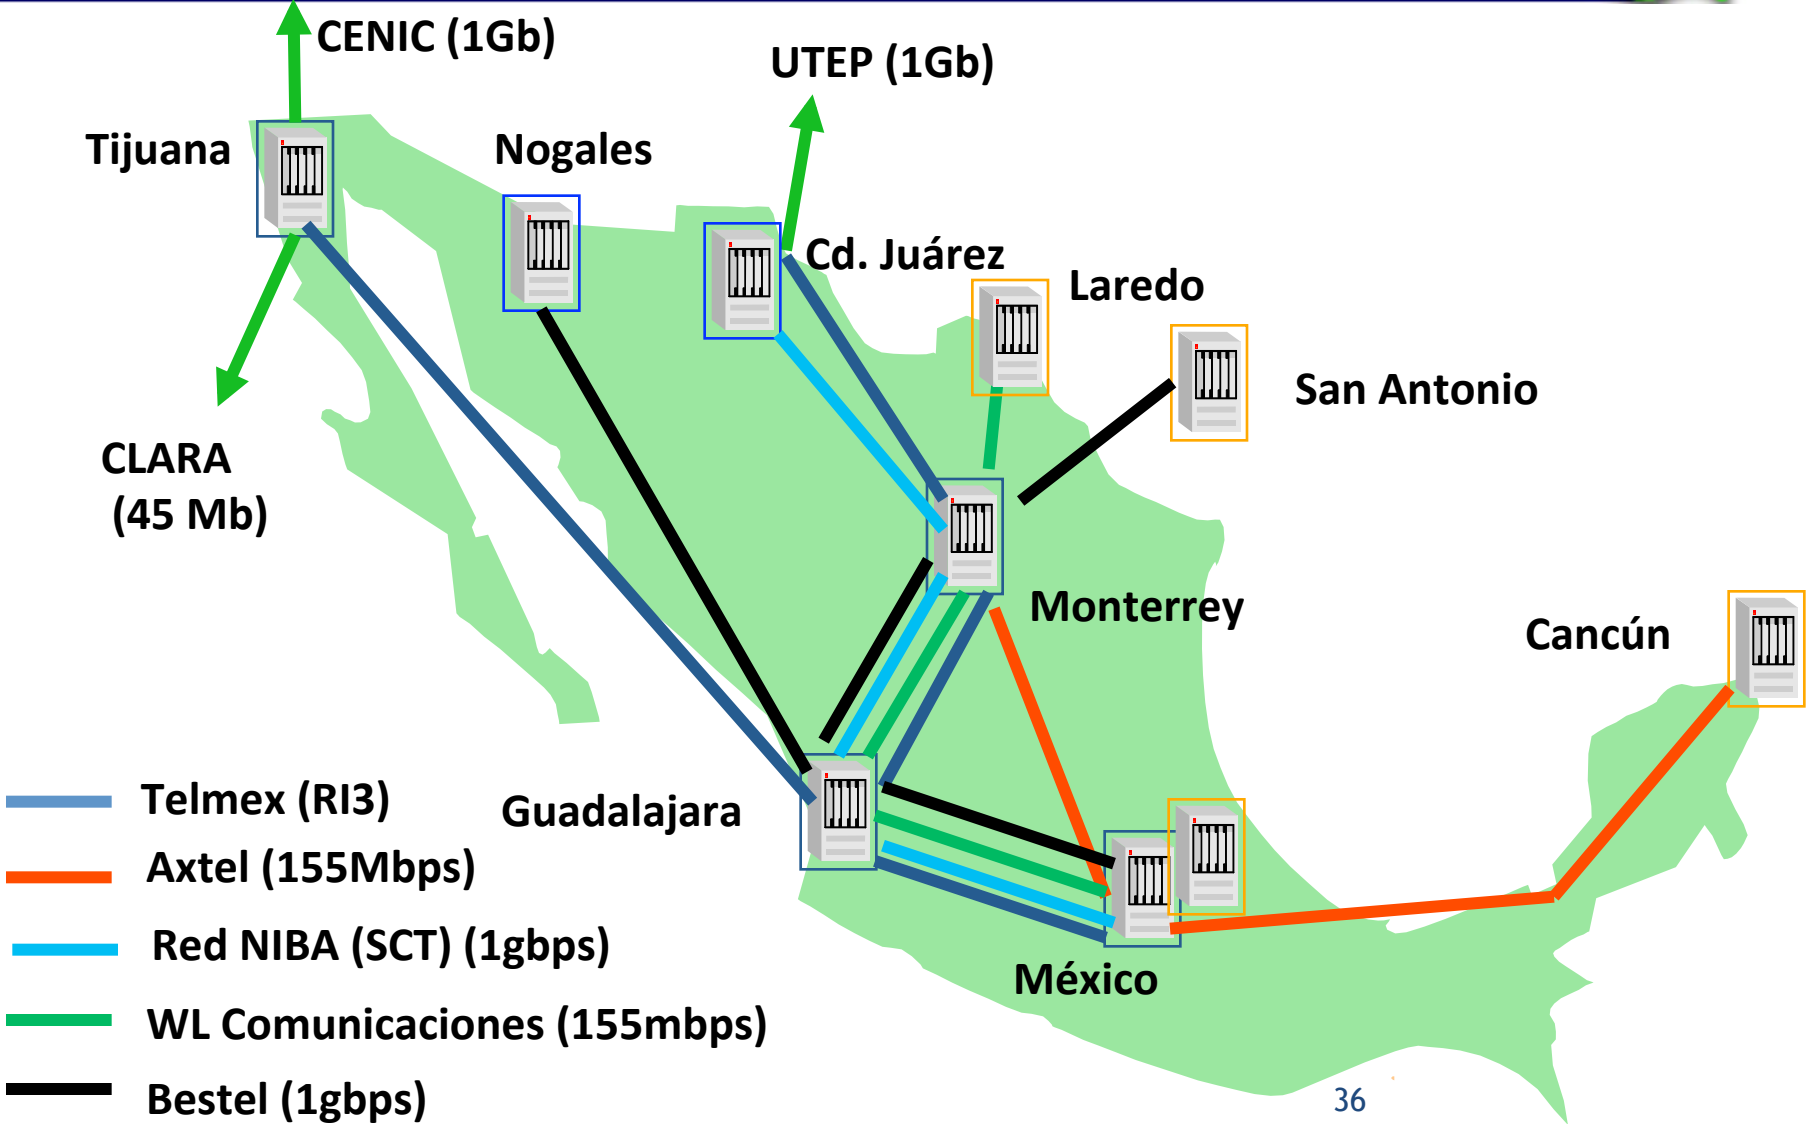 CENIC (1Gb)
UTEP (1Gb)
Tijuana
Nogales
Cd. Juárez
Laredo
San Antonio
CLARA
(45 Mb)
Monterrey
Cancún
Telmex (RI3)
Guadalajara
Axtel (155Mbps)
Red NIBA (SCT) (1gbps)
México
WL Comunicaciones (155mbps)
Bestel (1gbps)
36